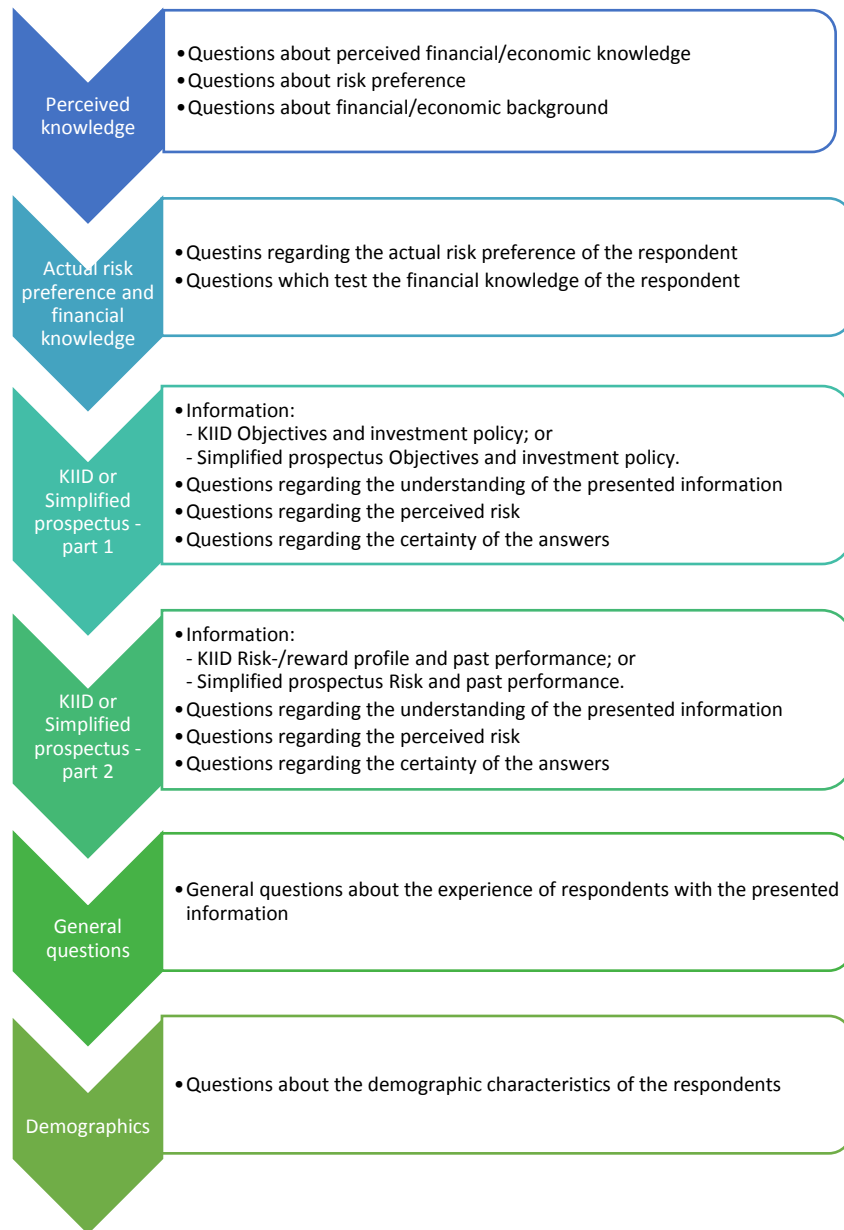 Perceived
knowledge
•Questions about perceived financial/economic knowledge
•Questions about risk preference
•Questions about financial/economic background
Actual risk
preference and
financial
knowledge
•Questins regarding the actual risk preference of the respondent
•Questions which test the financial knowledge of the respondent
KIID or
Simplified
prospectus -
part 1
•Information:
- KIID Objectives and investment policy; or
- Simplified prospectus Objectives and investment policy.
•Questions regarding the understanding of the presented information
•Questions regarding the perceived risk
•Questions regarding the certainty of the answers
KIID or
Simplified
prospectus -
part 2
•Information:
- KIID Risk-/reward profile and past performance; or
- Simplified prospectus Risk and past performance.
•Questions regarding the understanding of the presented information
•Questions regarding the perceived risk
•Questions regarding the certainty of the answers
General
questions
•General questions about the experience of respondents with the presented
information
Demographics
•Questions about the demographic characteristics of the respondents